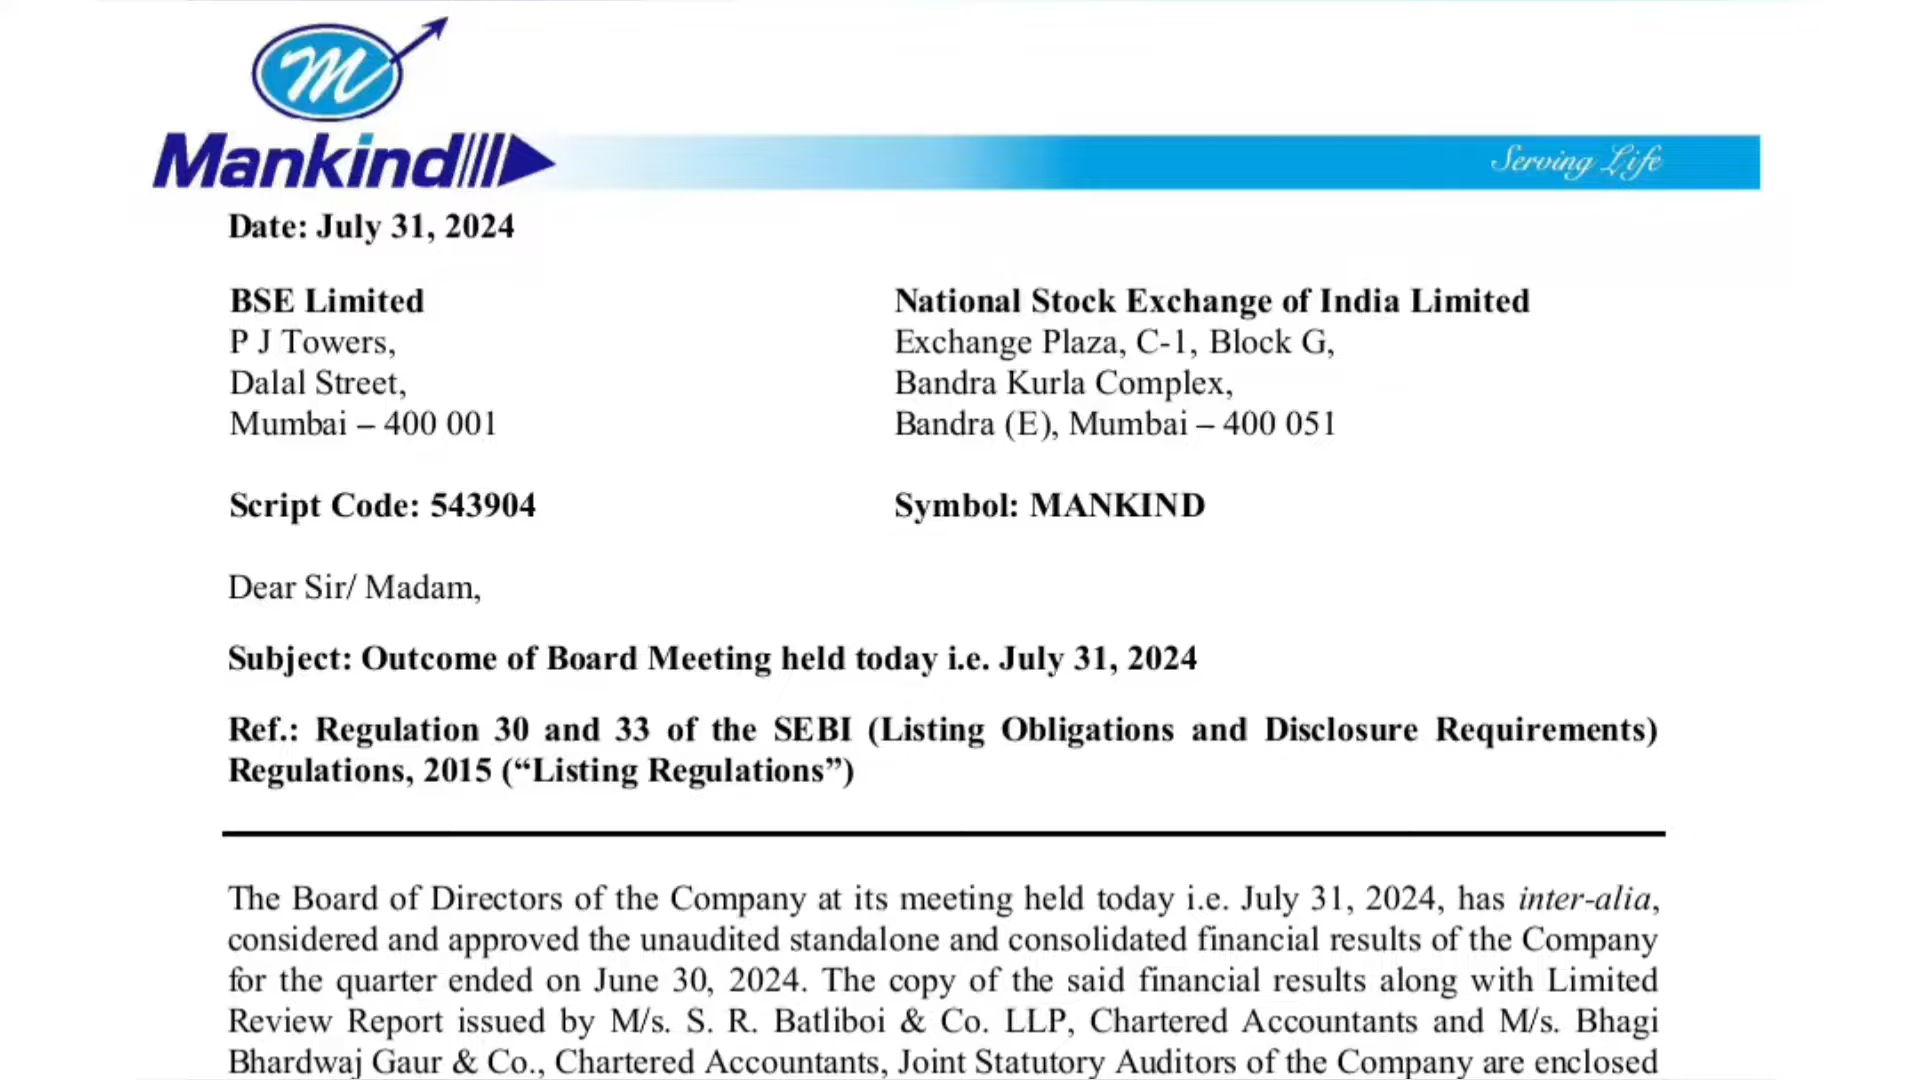 m
Mankind
Serving Life
Date: July 31, 2024
BSE Limited
P J Towers,
Dalal Street,
Mumbai – 400 001
National Stock Exchange of India Limited
Exchange Plaza, C-1, Block G,
Bandra Kurla Complex,
Bandra (E), Mumbai – 400 051
Script Code: 543904
Symbol: MANKIND
Dear Sir/ Madam,
Subject: Outcome of Board Meeting held today i.e. July 31, 2024
Ref.: Regulation 30 and 33 of the SEBI (Listing Obligations and Disclosure Requirements)
Regulations, 2015 (“Listing Regulations”)
The Board of Directors of the Company at its meeting held today i.e. July 31, 2024, has inter-alia,
considered and approved the unaudited standalone and consolidated financial results of the Company
for the quarter ended on June 30, 2024. The copy of the said financial results along with Limited
Review Report issued by M/s. S. R. Batliboi & Co. LLP, Chartered Accountants and M/s. Bhagi
Bhardwaj Gaur & Co., Chartered Accountants, Joint Statutory Auditors of the Company are enclosed